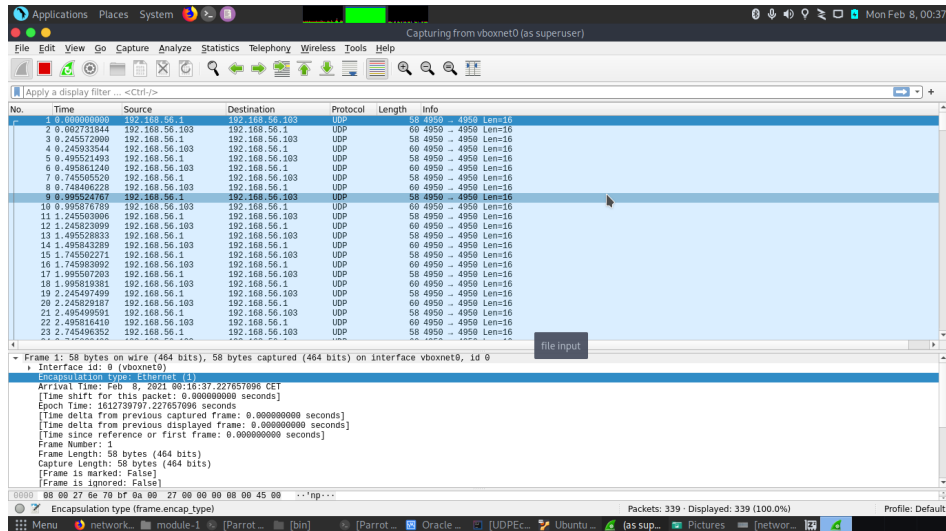 Applications Places System Mon Feb 8, 00:37
Capturing from vboxnet0 (as superuser)
File Edit View Go Capture Analyze Statistics Telephony Wireless Tools Help
Apply a display filter ... <Ctrl-/>
No. Time Source Destination Protocol Length Info
1 0.000000000 192.168.56.1 192.168.56.103 UDP 58 4950 → 4950 Len=16
2 0.002731844 192.168.56.103 192.168.56.1 UDP 60 4950 → 4950 Len=16
3 0.245572000 192.168.56.1 192.168.56.103 UDP 58 4950 → 4950 Len=16
4 0.245933544 192.168.56.103 192.168.56.1 UDP 60 4950 → 4950 Len=16
5 0.495521493 192.168.56.1 192.168.56.103 UDP 58 4950 → 4950 Len=16
6 0.495861240 192.168.56.103 192.168.56.1 UDP 60 4950 → 4950 Len=16
7 0.745505520 192.168.56.1 192.168.56.103 UDP 58 4950 → 4950 Len=16
8 0.748406228 192.168.56.103 192.168.56.1 UDP 60 4950 → 4950 Len=16
9 0.995524767 192.168.56.1 192.168.56.103 UDP 58 4950 → 4950 Len=16
10 0.995876789 192.168.56.103 192.168.56.1 UDP 60 4950 → 4950 Len=16
11 1.245503006 192.168.56.1 192.168.56.103 UDP 58 4950 → 4950 Len=16
12 1.245823099 192.168.56.103 192.168.56.1 UDP 60 4950 → 4950 Len=16
13 1.495528833 192.168.56.1 192.168.56.103 UDP 58 4950 → 4950 Len=16
14 1.495843289 192.168.56.103 192.168.56.1 UDP 60 4950 → 4950 Len=16
15 1.745502271 192.168.56.1 192.168.56.103 UDP 58 4950 → 4950 Len=16
16 1.745983092 192.168.56.103 192.168.56.1 UDP 60 4950 → 4950 Len=16
17 1.995507203 192.168.56.1 192.168.56.103 UDP 58 4950 → 4950 Len=16
18 1.995819381 192.168.56.103 192.168.56.1 UDP 60 4950 → 4950 Len=16
19 2.245497499 192.168.56.1 192.168.56.103 UDP 58 4950 → 4950 Len=16
20 2.245829187 192.168.56.103 192.168.56.1 UDP 60 4950 → 4950 Len=16
21 2.495499591 192.168.56.1 192.168.56.103 UDP 58 4950 → 4950 Len=16
22 2.495816410 192.168.56.103 192.168.56.1 UDP 60 4950 → 4950 Len=16
23 2.745496352 192.168.56.1 192.168.56.103 UDP 58 4950 → 4950 Len=16
file input
Frame 1: 58 bytes on wire (464 bits), 58 bytes captured (464 bits) on interface vboxnet0, id 0
Interface id: 0 (vboxnet0)
Encapsulation type: Ethernet (1)
Arrival Time: Feb 8, 2021 00:16:37.227657096 CET
[Time shift for this packet: 0.000000000 seconds]
Epoch Time: 1612739797.227657096 seconds
[Time delta from previous captured frame: 0.000000000 seconds]
[Time delta from previous displayed frame: 0.000000000 seconds]
[Time since reference or first frame: 0.000000000 seconds]
Frame Number: 1
Frame Length: 58 bytes (464 bits)
Capture Length: 58 bytes (464 bits)
[Frame is marked: False]
[Frame is ignored: False]
0000 08 00 27 6e 70 bf 0a 00 27 00 00 00 08 00 45 00 ··'np···
Encapsulation type (frame.encap_type) Packets: 339 · Displayed: 339 (100.0%) Profile: Default
Menu network... module-1 [Parrot ... [bin] [Parrot ... Oracle ... [UDPEc... Ubuntu ... (as sup... Pictures [networ...